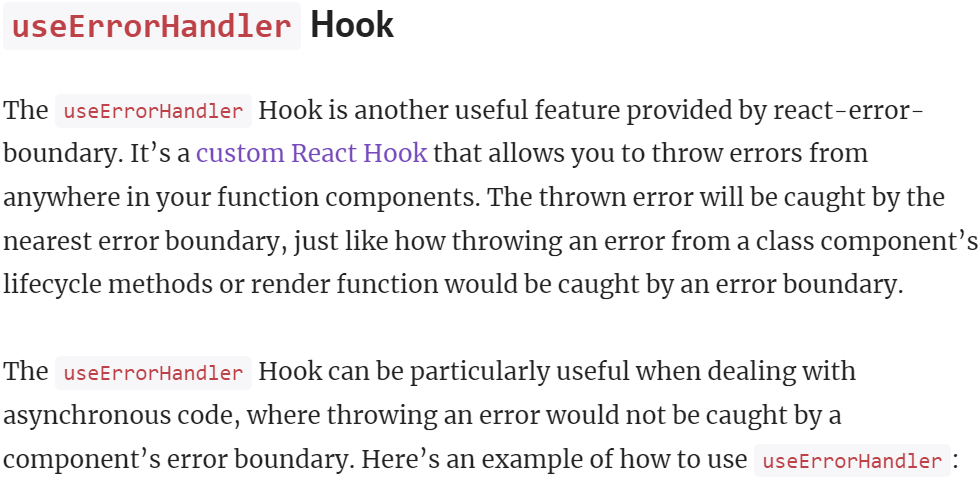 useErrorHandler Hook
The useErrorHandler Hook is another useful feature provided by react-error-
boundary. It’s a custom React Hook that allows you to throw errors from
anywhere in your function components. The thrown error will be caught by the
nearest error boundary, just like how throwing an error from a class component’s
lifecycle methods or render function would be caught by an error boundary.
The useErrorHandler Hook can be particularly useful when dealing with
asynchronous code, where throwing an error would not be caught by a
component’s error boundary. Here’s an example of how to use useErrorHandler: